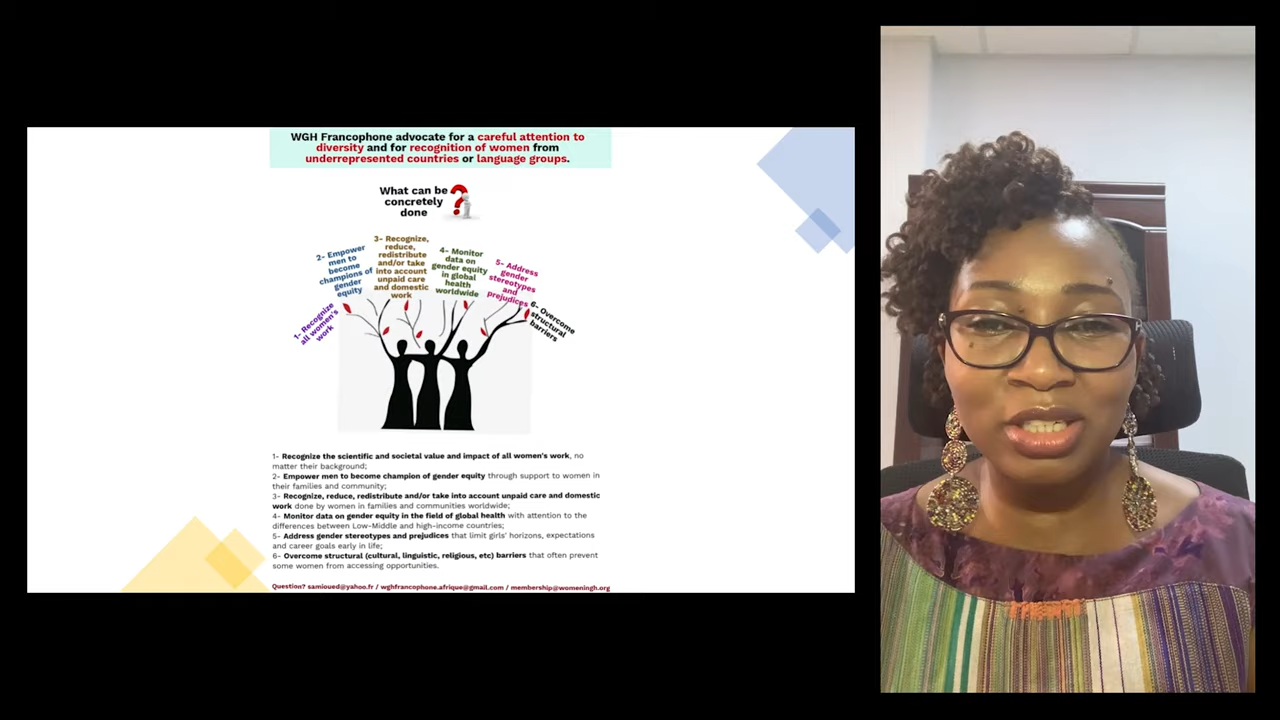 WGH Francophone advocate for a careful attention to
diversity and for recognition of women from
underrepresented countries or language groups.
What can be
concretely
done
1- Recognize
all women's
work
2- Empower
men to
become
champions of
gender
equity
3- Recognize,
reduce,
redistribute
and/or take
into account
unpaid care
and domestic
work
4- Monitor
data on
gender equity
in global
health
worldwide
5- Address
gender
stereotypes
and
prejudices
6- Overcome
structural
barriers
1- Recognize the scientific and societal value and impact of all women's work, no
matter their background;
2- Empower men to become champion of gender equity through support to women in
their families and community;
3- Recognize, reduce, redistribute and/or take into account unpaid care and domestic
work done by women in families and communities worldwide;
4- Monitor data on gender equity in the field of global health with attention to the
differences between Low-Middle and high-income countries;
5- Address gender stereotypes and prejudices that limit girls' horizons, expectations
and career goals early in life;
6- Overcome structural (cultural, linguistic, religious, etc) barriers that often prevent
some women from accessing opportunities.
Question? samioued@yahoo.fr / wghfrancophone.afrique@gmail.com / membership@womeningh.org